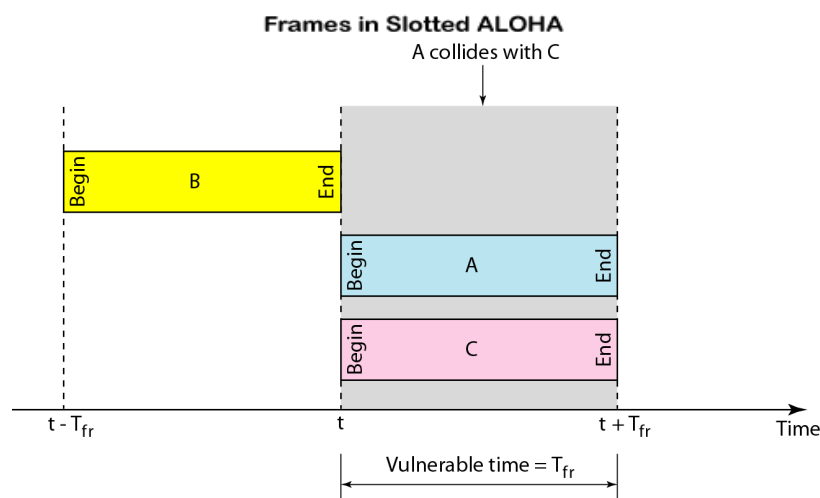 Frames in Slotted ALOHA
A collides with C
Begin B End
Begin A End
Begin C End
t - Tfr t t + Tfr
Time
Vulnerable time = Tfr